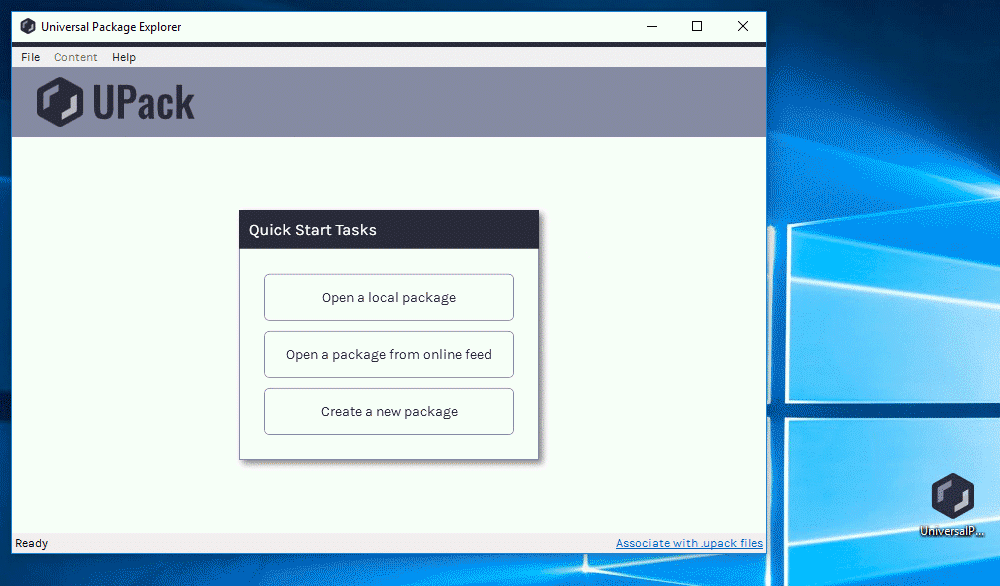 Universal Package Explorer
File Content Help
UPack
Quick Start Tasks
Open a local package
Open a package from online feed
Create a new package
Ready
Associate with .upack files
UniversalP...